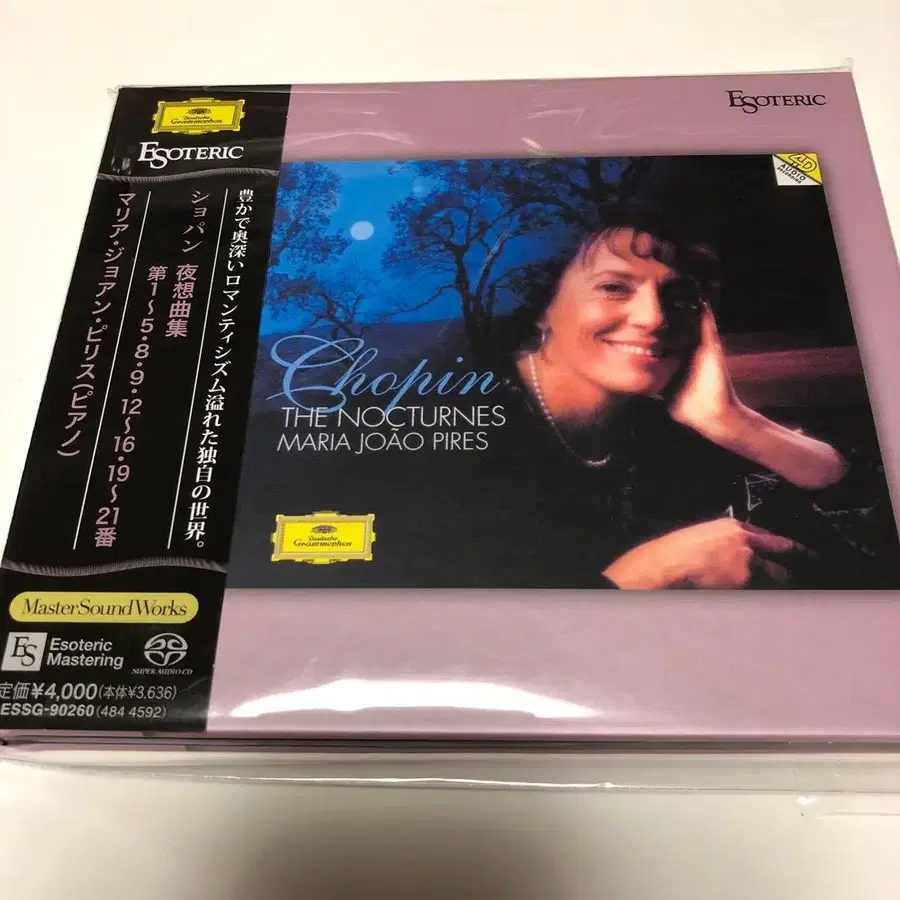 Deutsche
Grammophon
ESOTERIC
豊かで奥深いロマンティシズム溢れた独自の世界。
ショパン 夜想曲集
第1〜5・8・9・12〜16・19〜21番
マリア・ジョアン・ピリス(ピアノ)
MasterSoundWorks
ES
Esoteric
Mastering
SUPER AUDIO CD
定価¥4,000(本体¥3,636)
ESSG-90260(484 4592)
ESOTERIC
4D
AUDIO
RECORDING
Chopin
THE NOCTURNES
MARIA JOÃO PIRES
Deutsche
Grammophon